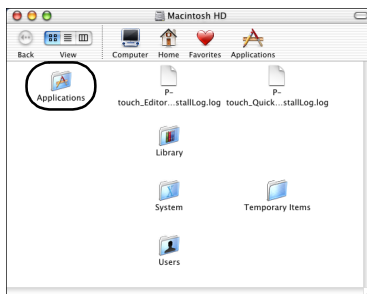 Macintosh HD
Back View Computer Home Favorites Applications
Applications
P-
touch_Editor...stallLog.log
P-
touch_Quick...stallLog.log
Library
System
Temporary Items
Users